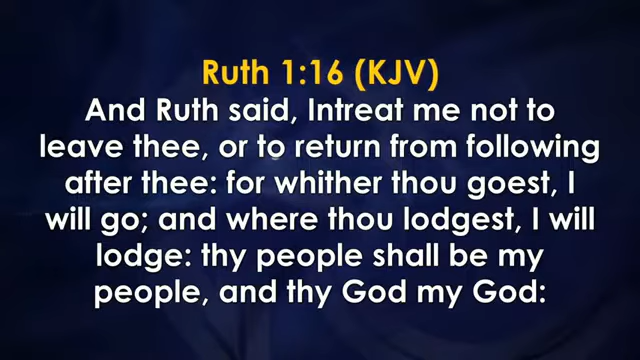 Ruth 1:16 (KJV)
And Ruth said, Intreat me not to
leave thee, or to return from following
after thee: for whither thou goest, I
will go; and where thou lodgest, I will
lodge: thy people shall be my
people, and thy God my God: